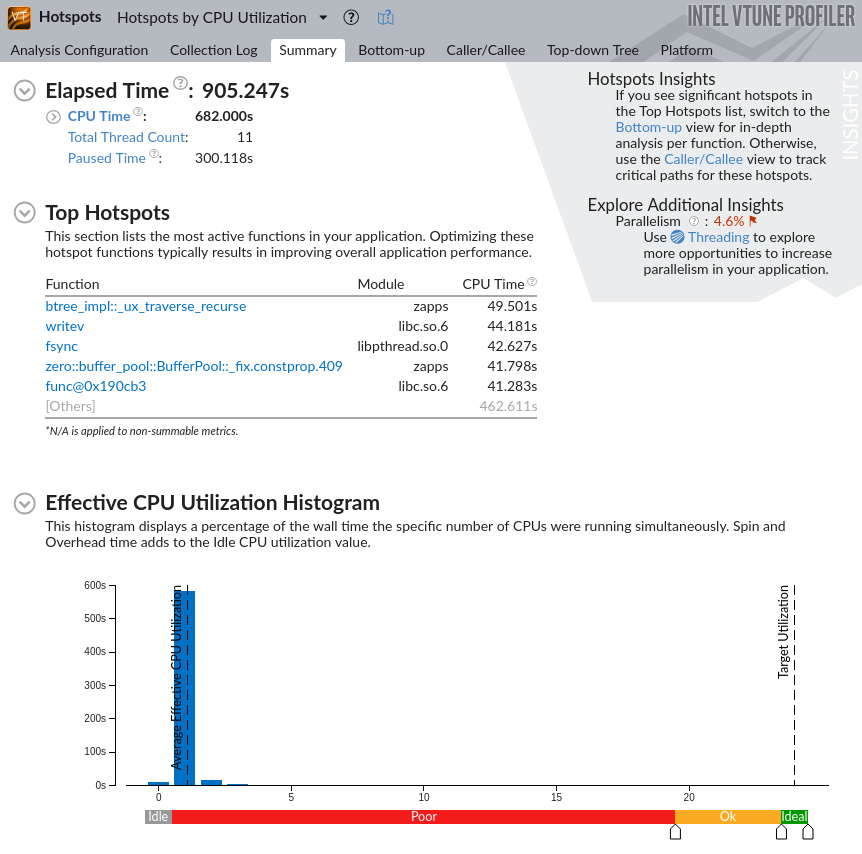 Hotspots Hotspots by CPU Utilization
INTEL VTUNE PROFILER
Analysis Configuration Collection Log Summary Bottom-up Caller/Callee Top-down Tree Platform
Elapsed Time ?: 905.247s
CPU Time ?: 682.000s
Total Thread Count: 11
Paused Time ?: 300.118s
Hotspots Insights
If you see significant hotspots in
the Top Hotspots list, switch to the
Bottom-up view for in-depth
analysis per function. Otherwise,
use the Caller/Callee view to track
critical paths for these hotspots.
Explore Additional Insights
Parallelism ? : 4.6%
Use Threading to explore
more opportunities to increase
parallelism in your application.
INSIGHTS
Top Hotspots
This section lists the most active functions in your application. Optimizing these
hotspot functions typically results in improving overall application performance.
Function Module CPU Time ?
btree_impl::_ux_traverse_recurse zapps 49.501s
writev libc.so.6 44.181s
fsync libpthread.so.0 42.627s
zero::buffer_pool::BufferPool::_fix.constprop.409 zapps 41.798s
func@0x190cb3 libc.so.6 41.283s
[Others] 462.611s
*N/A is applied to non-summable metrics.
Effective CPU Utilization Histogram
This histogram displays a percentage of the wall time the specific number of CPUs were running simultaneously. Spin and
Overhead time adds to the Idle CPU utilization value.
600s
500s
400s
300s
200s
100s
0s
Average Effective CPU Utilization
Target Utilization
0 5 10 15 20
Idle Poor Ok Ideal